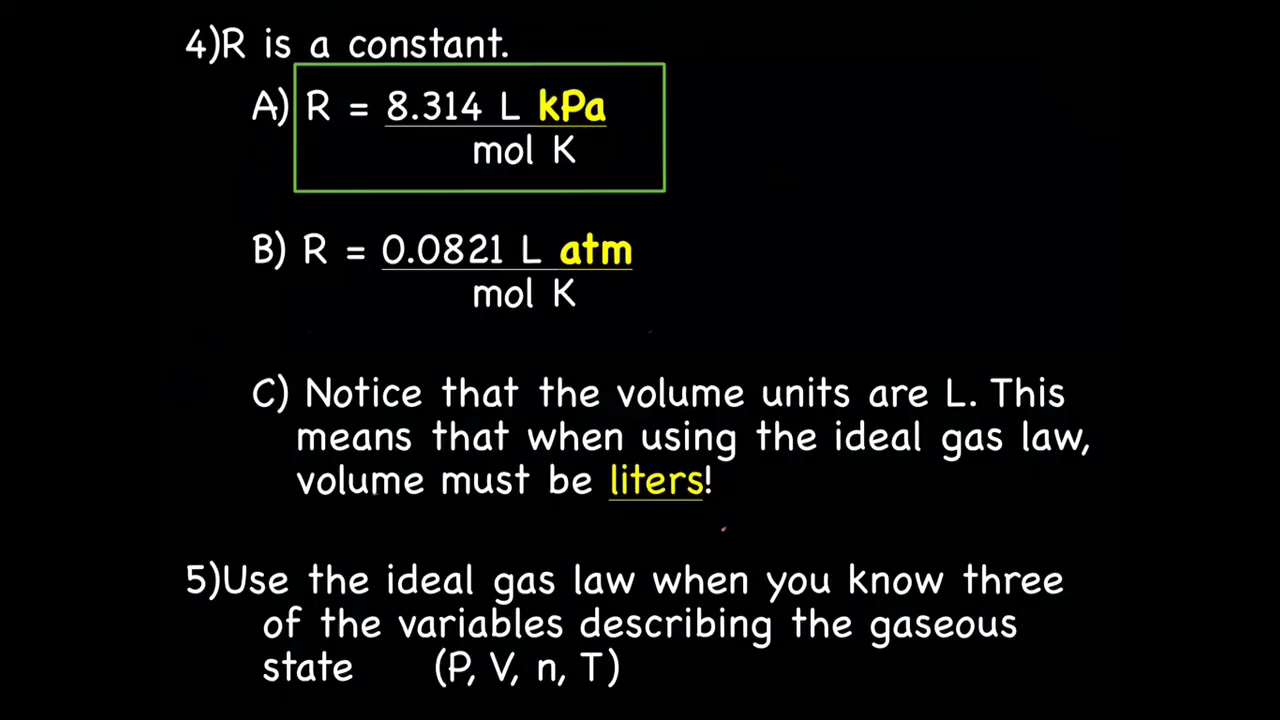 4)R is a constant.
A) R = 8.314 L kPa
mol K
B) R = 0.0821 L atm
mol K
C) Notice that the volume units are L. This
means that when using the ideal gas law,
volume must be liters!
5)Use the ideal gas law when you know three
of the variables describing the gaseous
state (P, V, n, T)